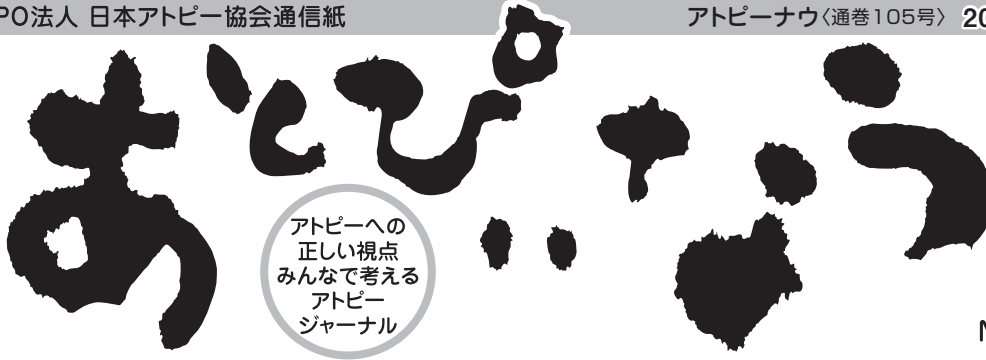 PO法人 日本アトピー協会通信紙
アトピーナウ〈通巻105号〉 20
あとぴいなう
アトピーへの
正しい視点
みんなで考える
アトピー
ジャーナル